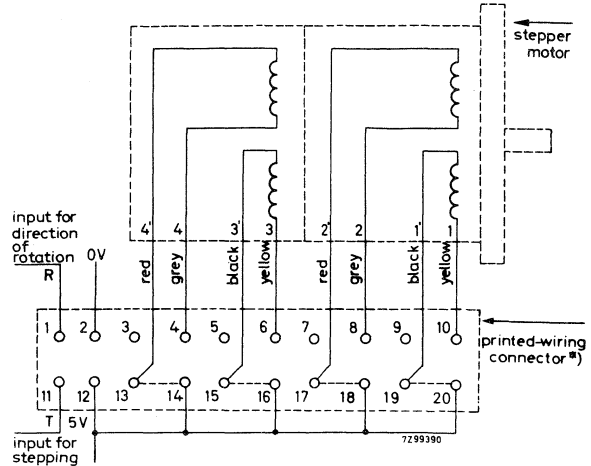 stepper
motor
4' 4 3' 3 2' 2 1' 1
red grey black yellow red grey black yellow
input for
direction
of
rotation
R
0V
1 2 3 4 5 6 7 8 9 10
printed-wiring
connector*)
11 12 13 14 15 16 17 18 19 20
T 5V
input for
stepping
7Z99390